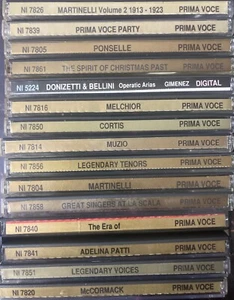 NI 7826 MARTINELLI Volume 2 1913 - 1923 PRIMA VOCE
NI 7839 PRIMA VOCE PARTY PRIMA VOCE
NI 7805 PONSELLE PRIMA VOCE
NI 7861 THE SPIRIT OF CHRISTMAS PAST PRIMA VOCE
NI 5224 DONIZETTI & BELLINI Operatic Arias GIMENEZ DIGITAL
NI 7816 MELCHIOR PRIMA VOCE
NI 7850 CORTIS PRIMA VOCE
NI 7814 MUZIO PRIMA VOCE
NI 7856 LEGENDARY TENORS PRIMA VOCE
NI 7804 MARTINELLI PRIMA VOCE
NI 7858 GREAT SINGERS AT LA SCALA PRIMA VOCE
NI 7840 The Era of PRIMA VOCE
NI 7841 ADELINA PATTI PRIMA VOCE
NI 7851 LEGENDARY VOICES PRIMA VOCE
NI 7820 McCORMACK PRIMA VOCE